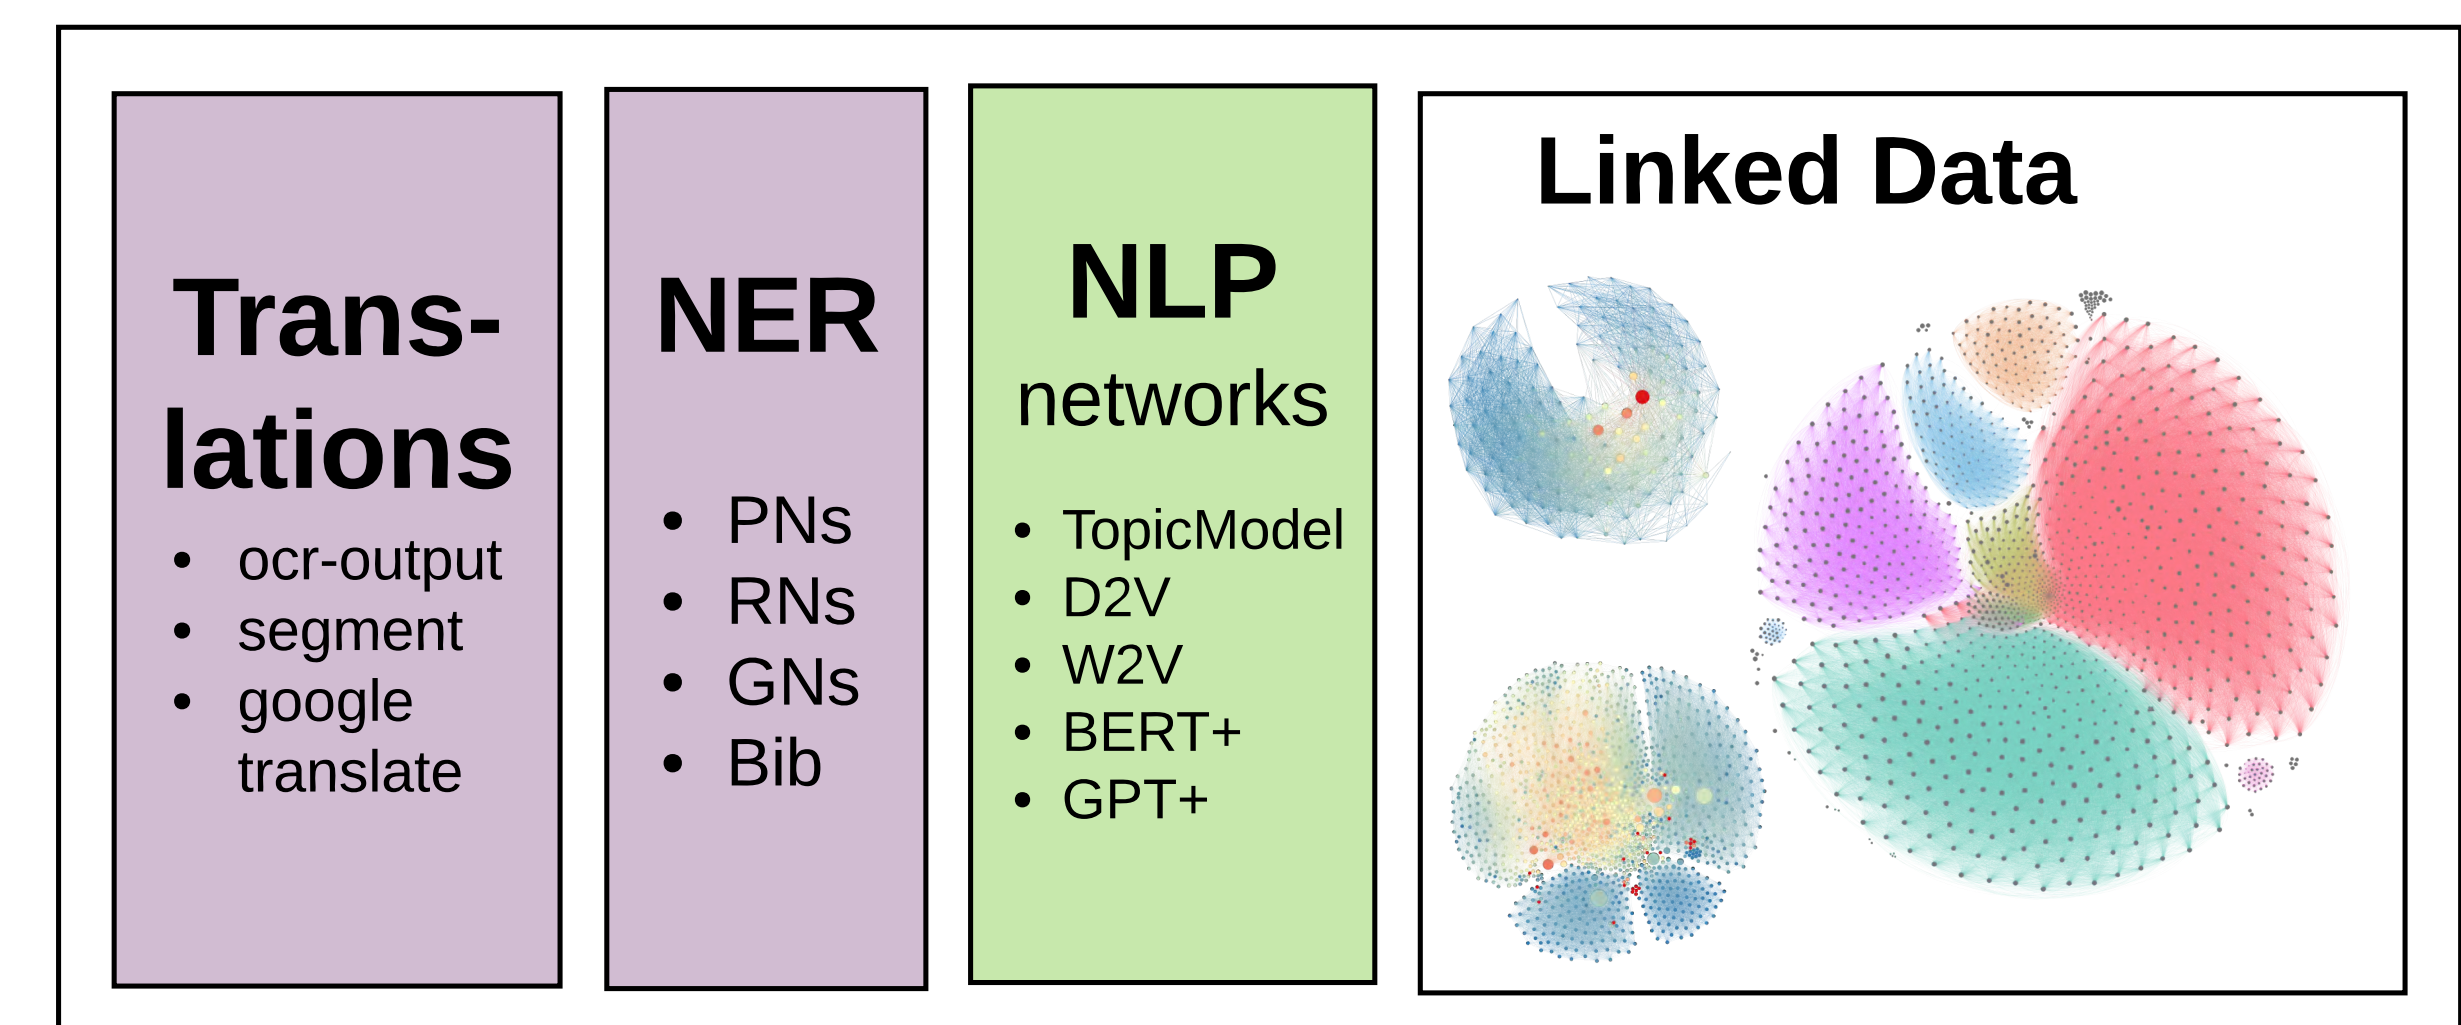 Trans-
lations
• ocr-output
• segment
• google
translate
NER
• PNs
• RNs
• GNs
• Bib
NLP
networks
• TopicModel
• D2V
• W2V
• BERT+
• GPT+
Linked Data